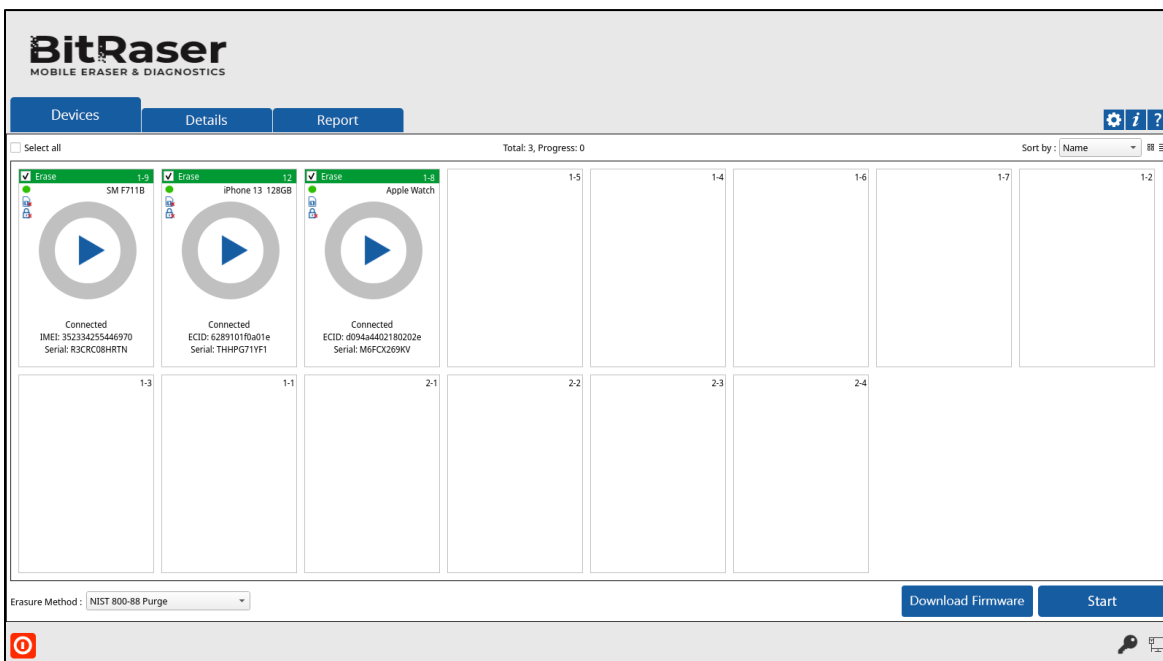 BitRaser
MOBILE ERASER & DIAGNOSTICS
Devices
Details
Report
i
?
Select all
Total: 3, Progress: 0
Sort by : Name
Erase 1-9
SM F711B
Connected
IMEI: 352334255446970
Serial: R3CRC08HRTN
Erase 12
iPhone 13 128GB
Connected
ECID: 6289101f0a01e
Serial: THHPG71YF1
Erase 1-8
Apple Watch
Connected
ECID: d094a4402180202e
Serial: M6FCX269KV
1-5
1-4
1-6
1-7
1-2
1-3
1-1
2-1
2-2
2-3
2-4
Erasure Method : NIST 800-88 Purge
Download Firmware
Start